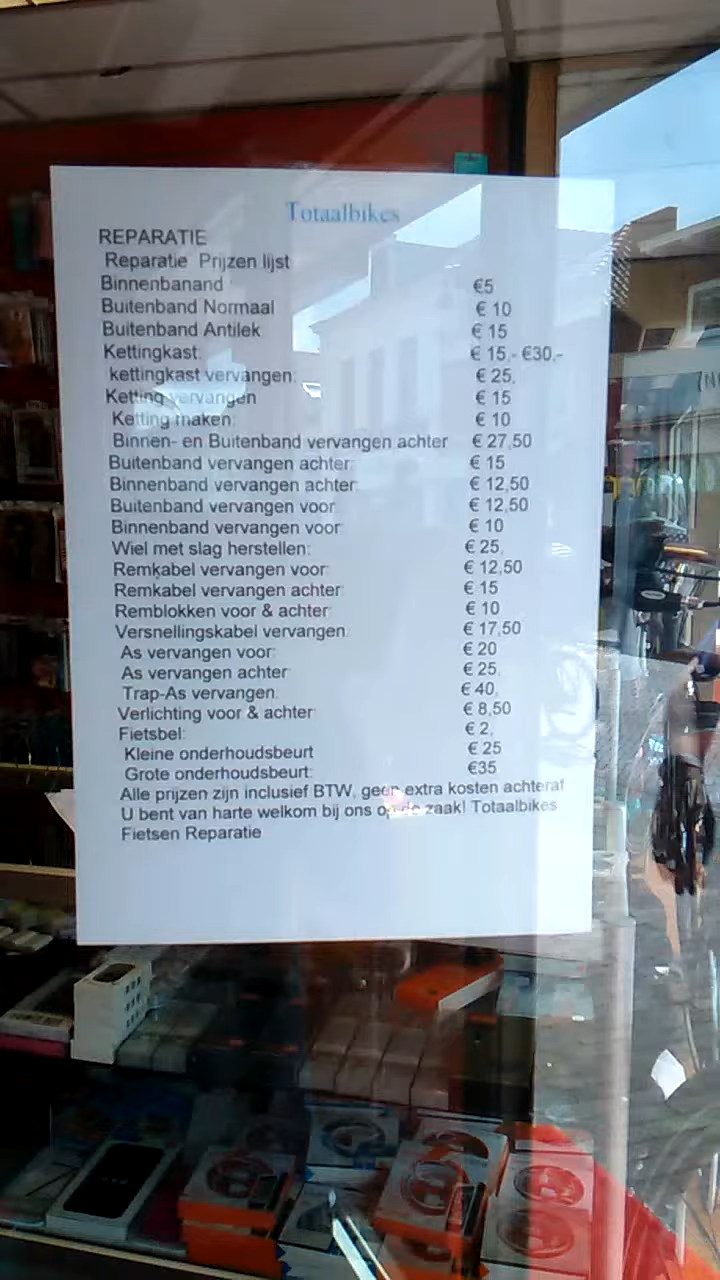 Totaalbikes
REPARATIE
Reparatie Prijzen lijst
Binnenbanand €5
Buitenband Normaal € 10
Buitenband Antilek € 15
Kettingkast: € 15,- €30,-
kettingkast vervangen: € 25,
Ketting vervangen € 15
Ketting maken: € 10
Binnen- en Buitenband vervangen achter € 27,50
Buitenband vervangen achter: € 15
Binnenband vervangen achter: € 12,50
Buitenband vervangen voor: € 12,50
Binnenband vervangen voor: € 10
Wiel met slag herstellen: € 25,
Remkabel vervangen voor: € 12,50
Remkabel vervangen achter: € 15
Remblokken voor & achter: € 10
Versnellingskabel vervangen: € 17,50
As vervangen voor: € 20
As vervangen achter: € 25,
Trap-As vervangen: € 40,
Verlichting voor & achter: € 8,50
Fietsbel: € 2,
Kleine onderhoudsbeurt € 25
Grote onderhoudsbeurt: €35
Alle prijzen zijn inclusief BTW, geen extra kosten achteraf
U bent van harte welkom bij ons op de zaak! Totaalbikes
Fietsen Reparatie